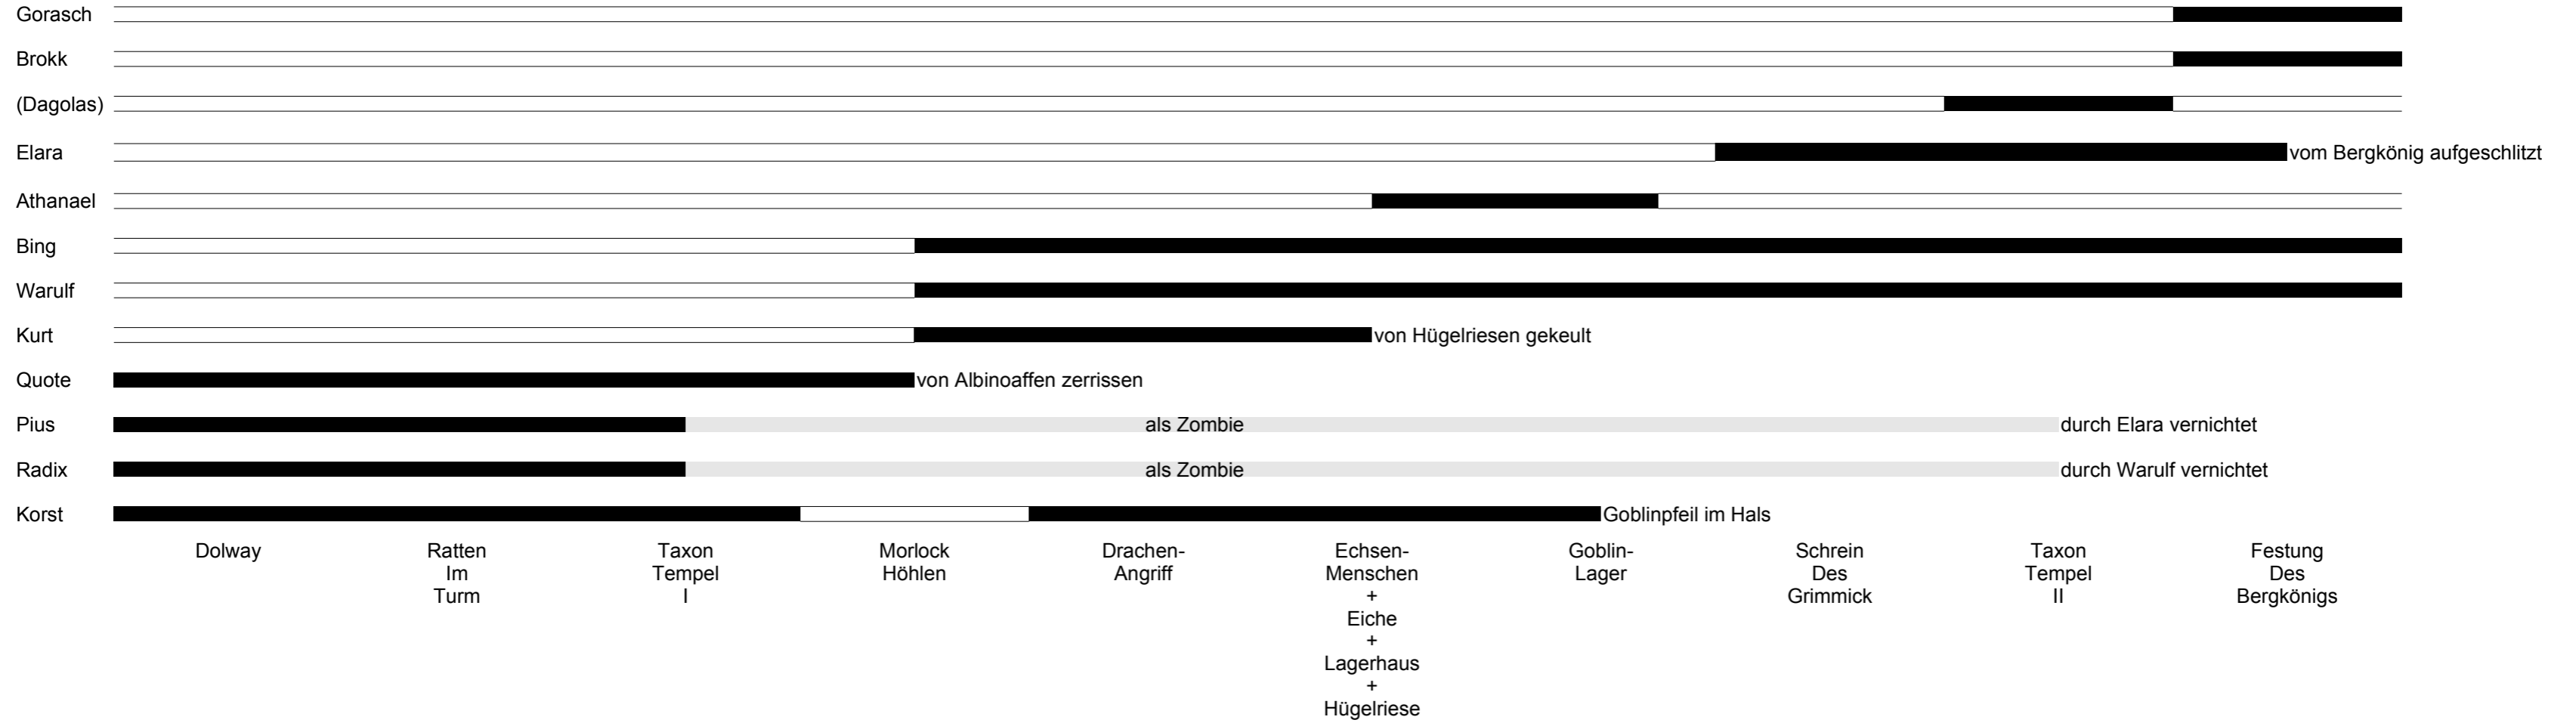 Gorasch
Brokk
(Dagolas)
Elara vom Bergkönig aufgeschlitzt
Athanael
Bing
Warulf
Kurt von Hügelriesen gekeult
Quote von Albinoaffen zerrissen
Pius als Zombie durch Elara vernichtet
Radix als Zombie durch Warulf vernichtet
Korst Goblinpfeil im Hals
Dolway
Ratten
Im
Turm
Taxon
Tempel
I
Morlock
Höhlen
Drachen-
Angriff
Echsen-
Menschen
+
Eiche
+
Lagerhaus
+
Hügelriese
Goblin-
Lager
Schrein
Des
Grimmick
Taxon
Tempel
II
Festung
Des
Bergkönigs